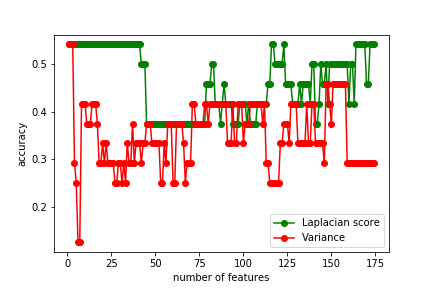 0.5
0.4
0.3
0.2
accuracy
0 25 50 75 100 125 150 175
number of features
Laplacian score
Variance